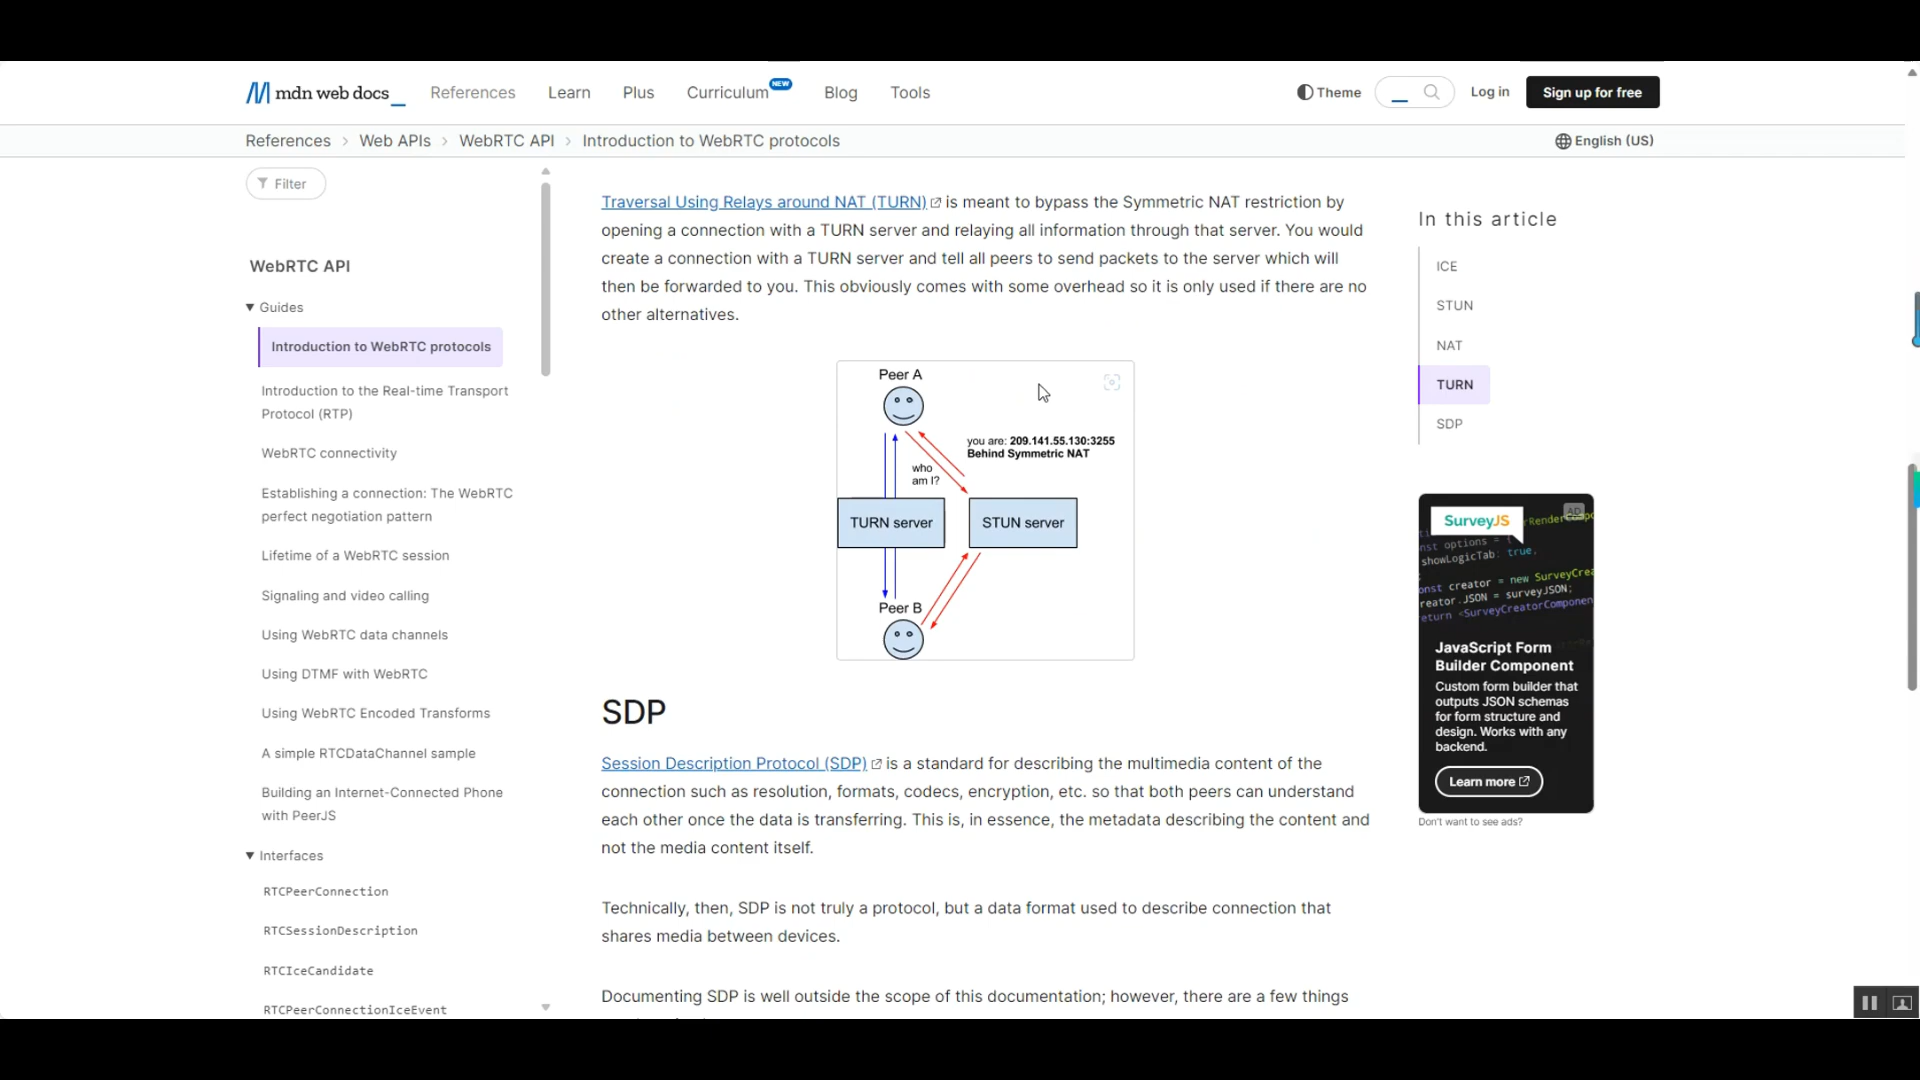 mdn web docs_
References
Learn
Plus
Curriculum NEW
Blog
Tools
Theme
Log in
Sign up for free
References > Web APIs > WebRTC API > Introduction to WebRTC protocols
English (US)
Filter
WebRTC API
Guides
Introduction to WebRTC protocols
Introduction to the Real-time Transport
Protocol (RTP)
WebRTC connectivity
Establishing a connection: The WebRTC
perfect negotiation pattern
Lifetime of a WebRTC session
Signaling and video calling
Using WebRTC data channels
Using DTMF with WebRTC
Using WebRTC Encoded Transforms
A simple RTCDataChannel sample
Building an Internet-Connected Phone
with PeerJS
Interfaces
RTCPeerConnection
RTCSessionDescription
RTCIceCandidate
RTCPeerConnectionIceEvent
Traversal Using Relays around NAT (TURN) is meant to bypass the Symmetric NAT restriction by
opening a connection with a TURN server and relaying all information through that server. You would
create a connection with a TURN server and tell all peers to send packets to the server which will
then be forwarded to you. This obviously comes with some overhead so it is only used if there are no
other alternatives.
Peer A
you are: 209.141.55.130:3255
Behind Symmetric NAT
who
am I?
TURN server
STUN server
Peer B
SDP
Session Description Protocol (SDP) is a standard for describing the multimedia content of the
connection such as resolution, formats, codecs, encryption, etc. so that both peers can understand
each other once the data is transferring. This is, in essence, the metadata describing the content and
not the media content itself.
Technically, then, SDP is not truly a protocol, but a data format used to describe connection that
shares media between devices.
Documenting SDP is well outside the scope of this documentation; however, there are a few things
In this article
ICE
STUN
NAT
TURN
SDP
SurveyJS
AD
showLogicTab: true,
const creator = new SurveyCrea
creator.JSON = surveyJSON;
return <SurveyCreatorComponen
JavaScript Form
Builder Component
Custom form builder that
outputs JSON schemas
for form structure and
design. Works with any
backend.
Learn more
Don't want to see ads?